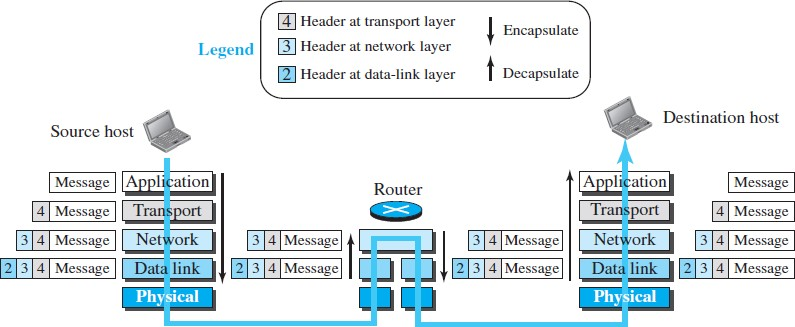 4 Header at transport layer
Encapsulate
Legend
3 Header at network layer
2 Header at data-link layer
Decapsulate
Source host
Destination host
Message Application
Router
Application Message
4 Message Transport
Transport 4 Message
3 4 Message Network
3 4 Message
3 4 Message
Network 3 4 Message
2 3 4 Message Data link
2 3 4 Message
2 3 4 Message
Data link 2 3 4 Message
Physical
Physical